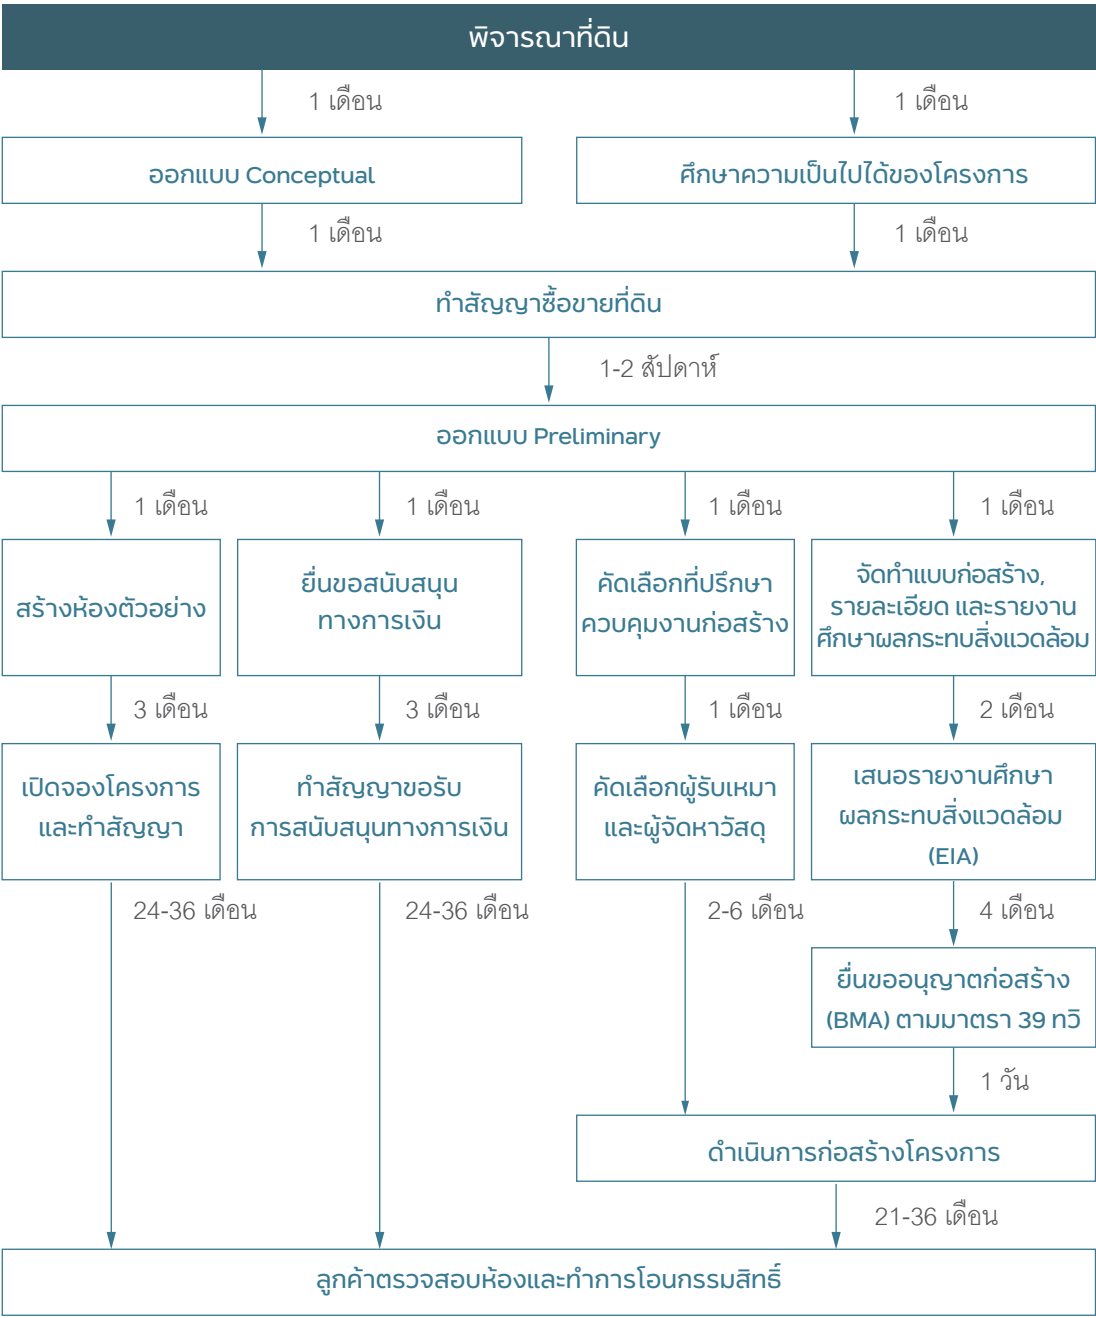 พิจารณาที่ดิน
1 เดือน
1 เดือน
ออกแบบ Conceptual
ศึกษาความเป็นไปได้ของโครงการ
1 เดือน
1 เดือน
ทำสัญญาซื้อขายที่ดิน
1-2 สัปดาห์
ออกแบบ Preliminary
1 เดือน
1 เดือน
1 เดือน
1 เดือน
สร้างห้องตัวอย่าง
ยื่นขอสนับสนุน
ทางการเงิน
คัดเลือกที่ปรึกษา
ควบคุมงานก่อสร้าง
จัดทำแบบก่อสร้าง,
รายละเอียด และรายงาน
ศึกษาผลกระทบสิ่งแวดล้อม
3 เดือน
3 เดือน
1 เดือน
2 เดือน
เปิดจองโครงการ
และทำสัญญา
ทำสัญญาขอรับ
การสนับสนุนทางการเงิน
คัดเลือกผู้รับเหมา
และผู้จัดหาวัสดุ
เสนอรายงานศึกษา
ผลกระทบสิ่งแวดล้อม
(EIA)
24-36 เดือน
24-36 เดือน
2-6 เดือน
4 เดือน
ยื่นขออนุญาตก่อสร้าง
(BMA) ตามมาตรา 39 ทวิ
1 วัน
ดำเนินการก่อสร้างโครงการ
21-36 เดือน
ลูกค้าตรวจสอบห้องและทำการโอนกรรมสิทธิ์